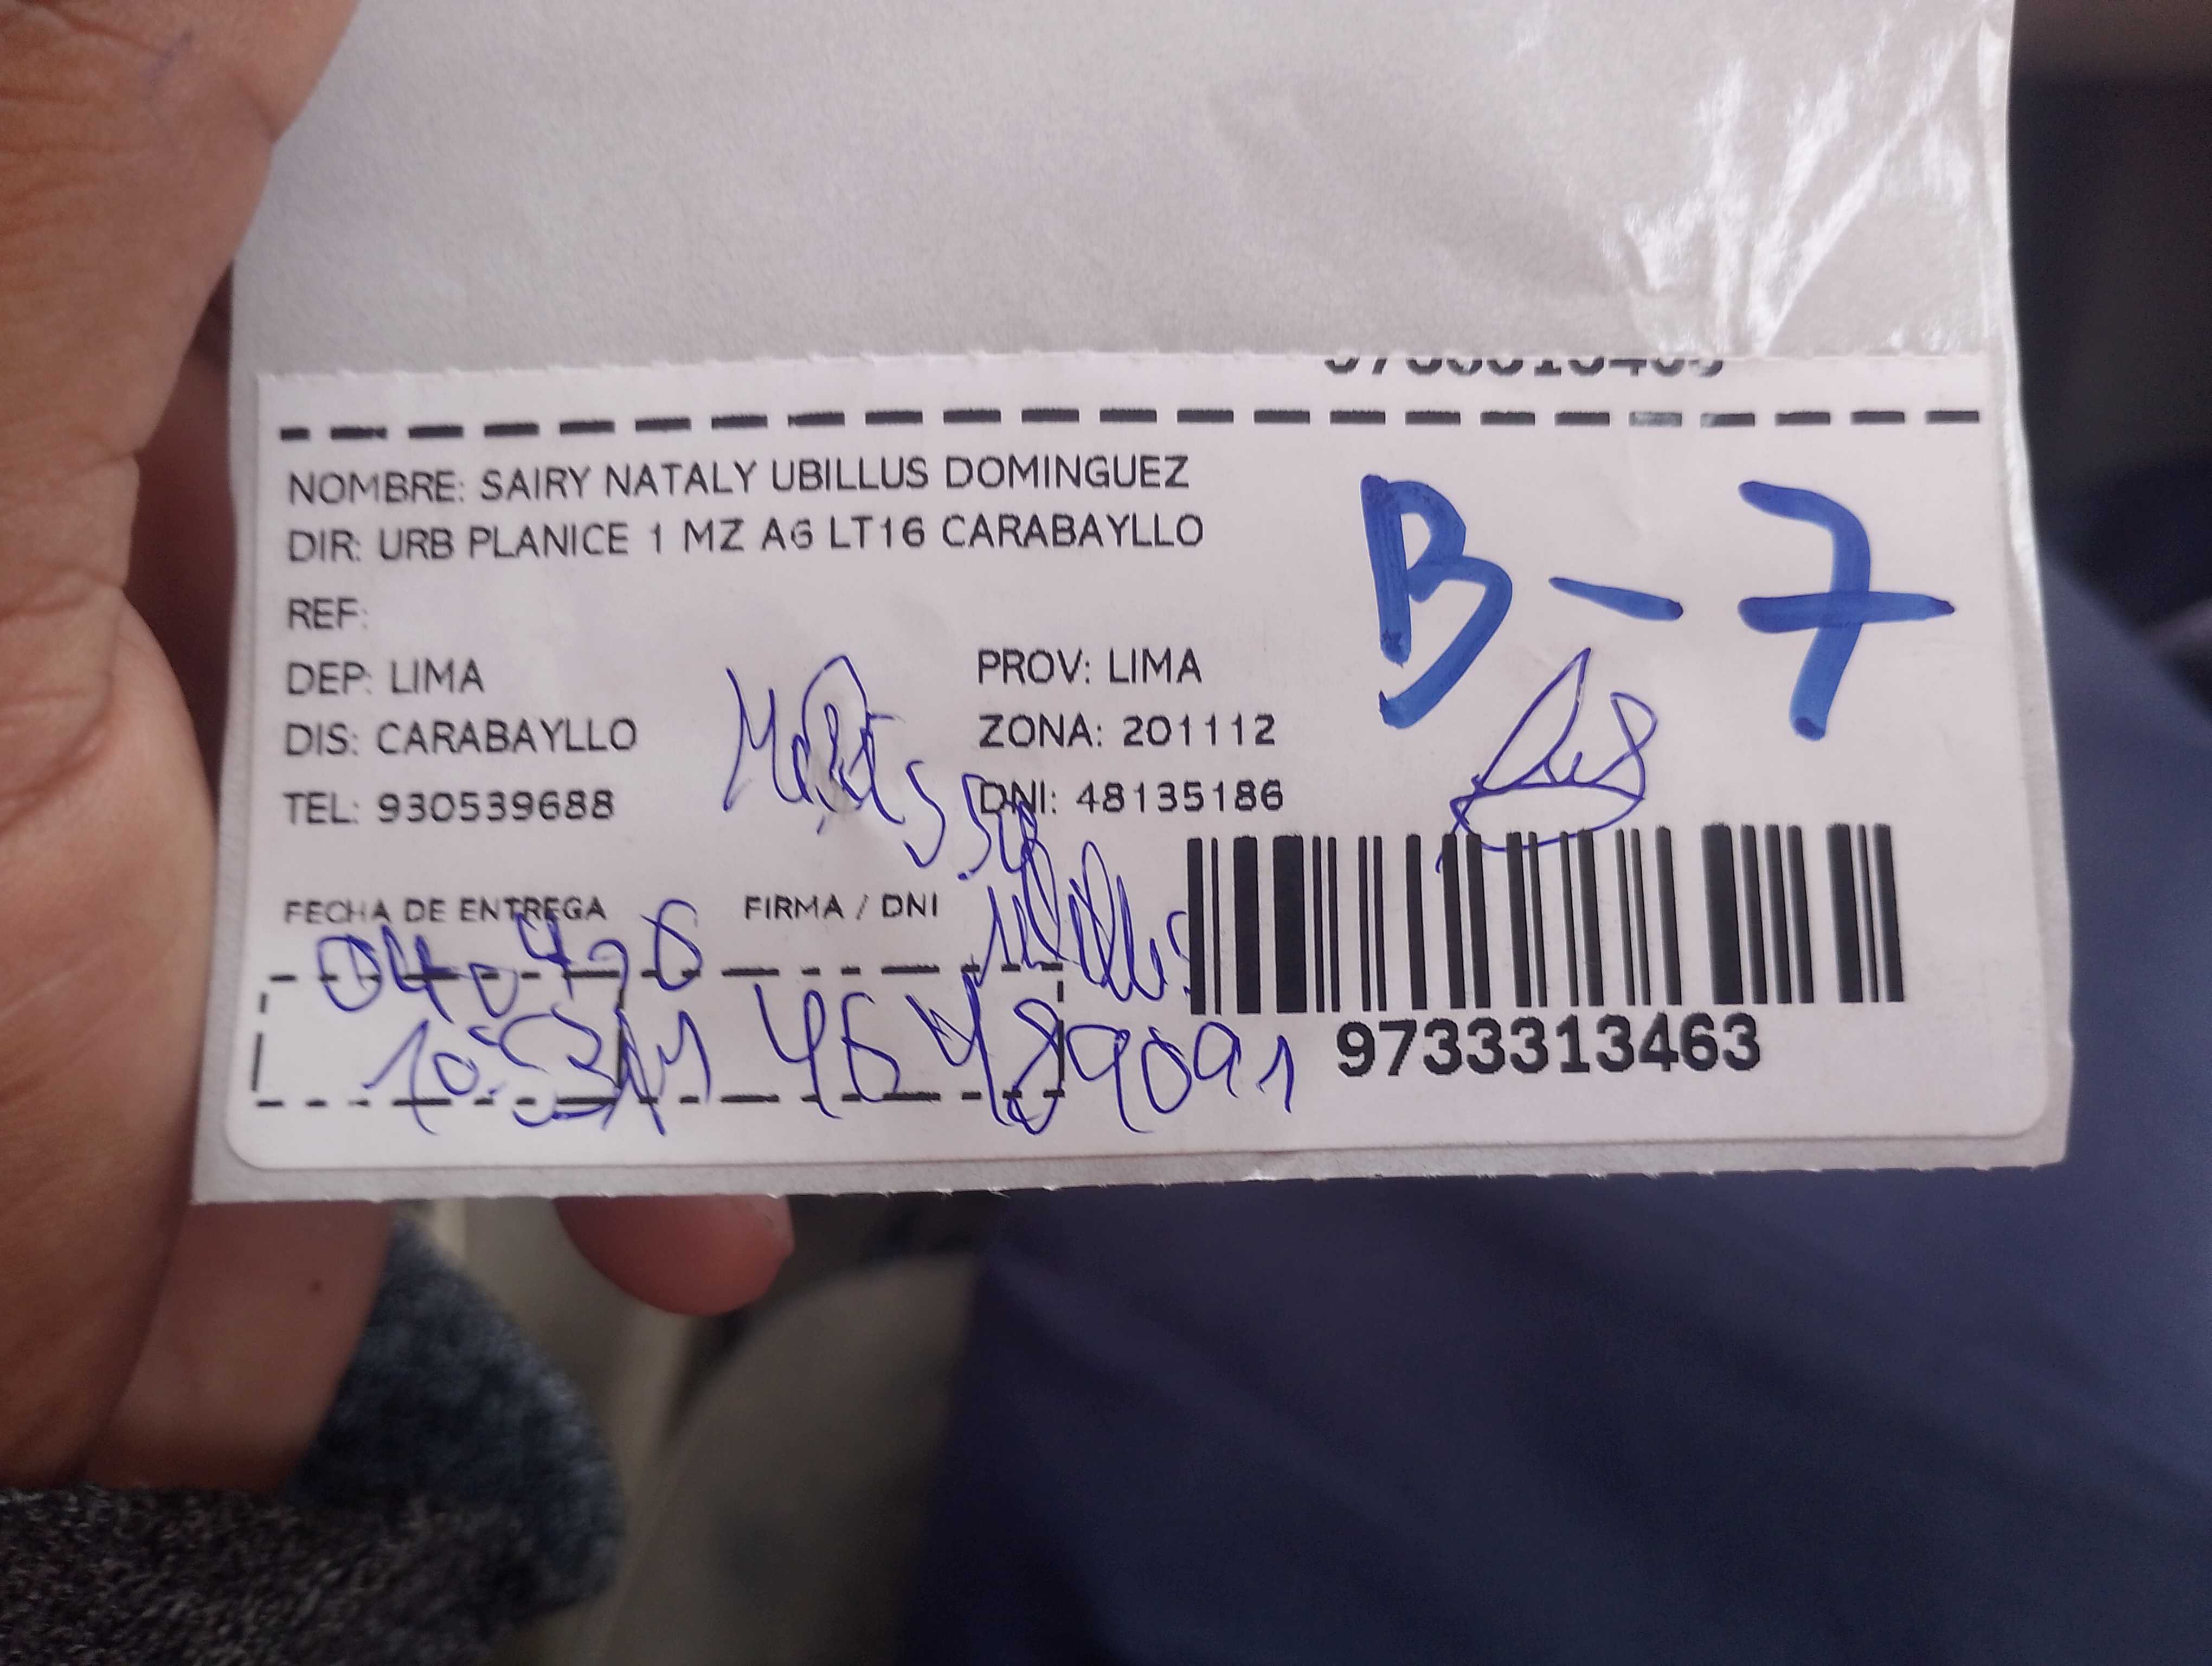 NOMBRE: SAIRY NATALY UBILLUS DOMINGUEZ
DIR: URB PLANICE 1 MZ A6 LT16 CARABAYLLO
B-7
REF:
DEP: LIMA
PROV: LIMA
DIS: CARABAYLLO
ZONA: 201112
TEL: 930539688
DNI: 48135186
FECHA DE ENTREGA
FIRMA / DNI
9733313463